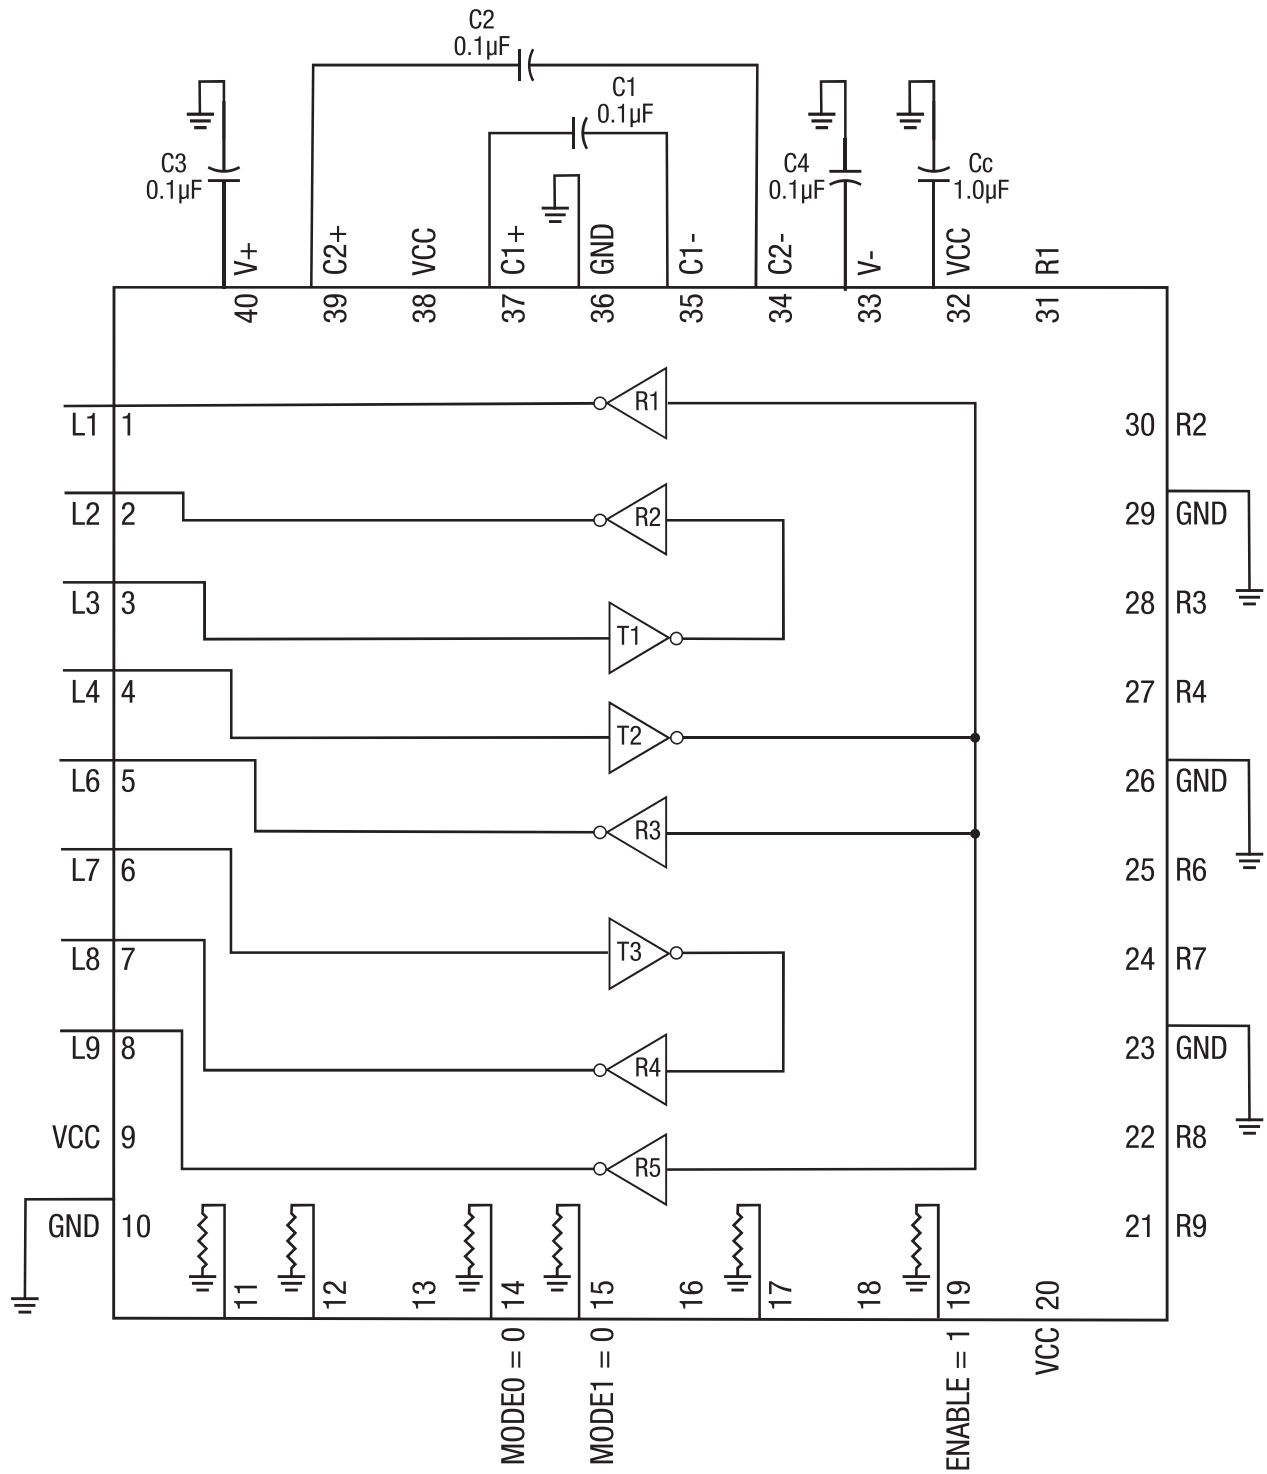 C2
0.1µF
C1
0.1µF
C3
0.1µF
C4
0.1µF
Cc
1.0µF
V+
C2+
VCC
C1+
GND
C1-
C2-
V-
VCC
R1
40
39
38
37
36
35
34
33
32
31
R1
L1 1
30 R2
L2 2
R2
29 GND
L3 3
T1
28 R3
L4 4
T2
27 R4
L6 5
R3
26 GND
L7 6
T3
25 R6
L8 7
R4
24 R7
L9 8
R5
23 GND
VCC 9
22 R8
GND 10
21 R9
11
12
13
14
15
16
17
18
19
20
MODE0 = 0
MODE1 = 0
ENABLE = 1
VCC